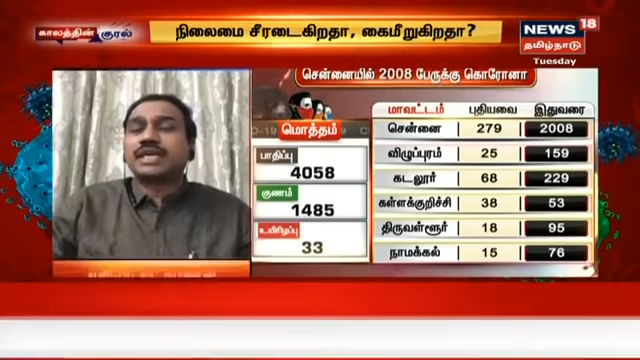 காலத்தின் குரல்
நிலைமை சீரடைகிறதா, கைமீறுகிறதா?
NEWS 18
தமிழ்நாடு
Tuesday
சென்னையில் 2008 பேருக்கு கொரோனா
மொத்தம்
பாதிப்பு
4058
குணம்
1485
உயிரிழப்பு
33
மாவட்டம் புதியவை இதுவரை
சென்னை 279 2008
விழுப்புரம் 25 159
கடலூர் 68 229
கள்ளக்குறிச்சி 38 53
திருவள்ளூர் 18 95
நாமக்கல் 15 76